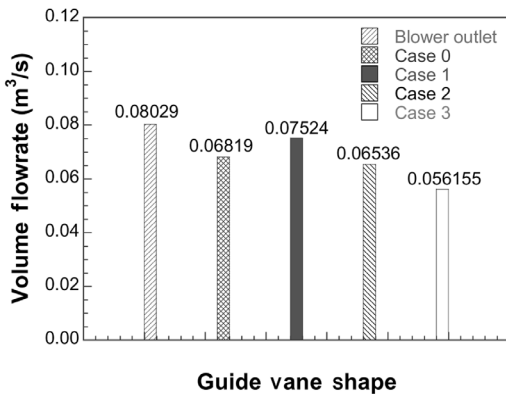 0.12
0.10
0.08
0.06
0.04
0.02
0.00
Volume flowrate (m³/s)
Blower outlet
Case 0
Case 1
Case 2
Case 3
0.08029
0.06819
0.07524
0.06536
0.056155
Guide vane shape